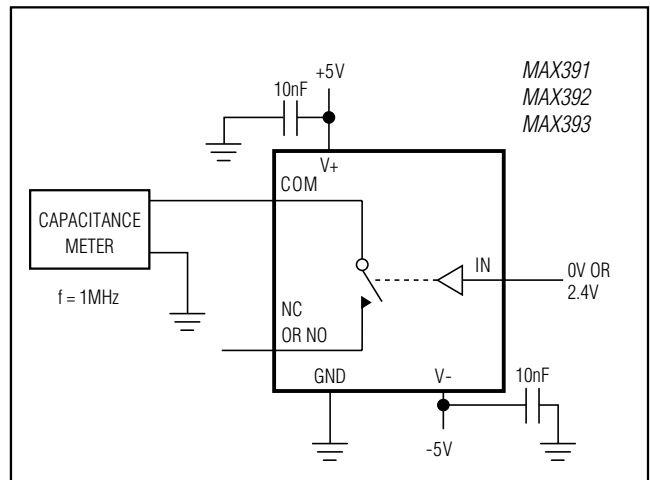 +5V
10nF
MAX391
MAX392
MAX393
V+
COM
CAPACITANCE
METER
IN
0V OR
2.4V
f = 1MHz
NC
OR NO
GND
V-
10nF
-5V